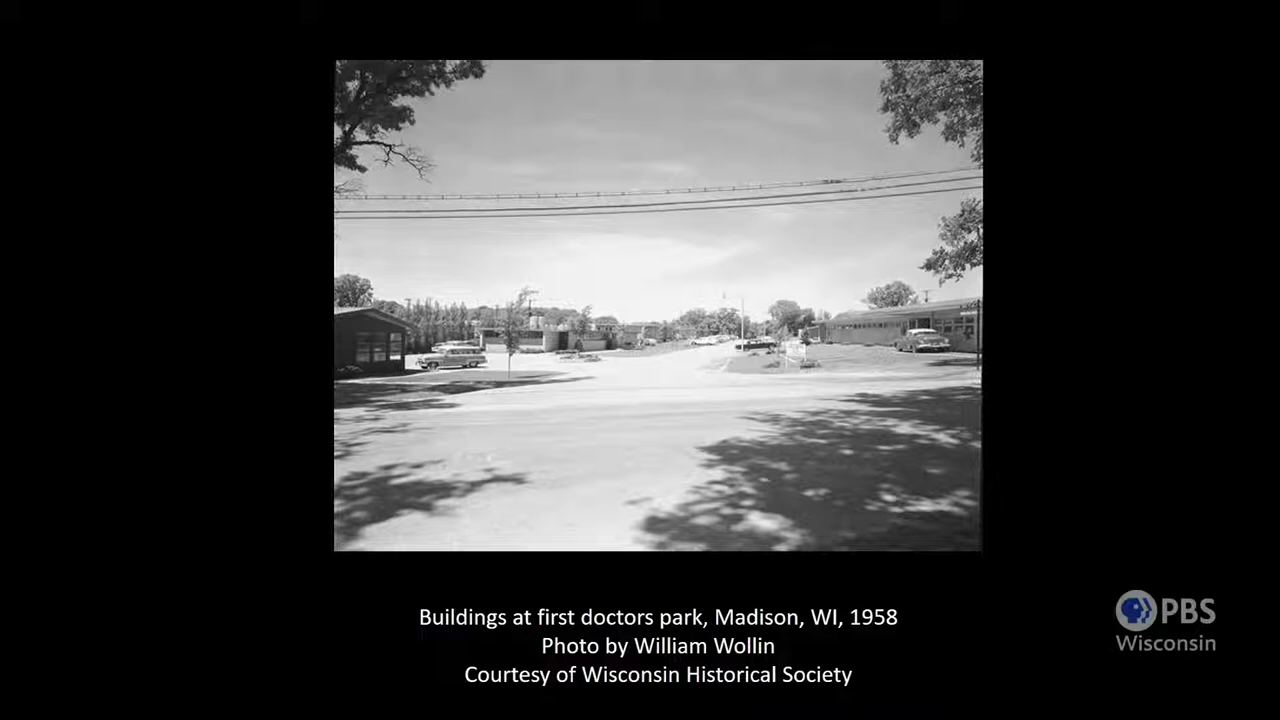 Buildings at first doctors park, Madison, WI, 1958
Photo by William Wollin
Courtesy of Wisconsin Historical Society
PBS
Wisconsin